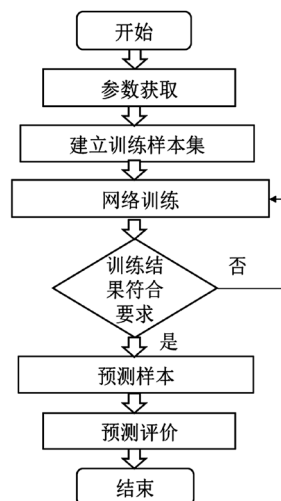 开始
参数获取
建立训练样本集
网络训练
训练结
果符合
要求
否
是
预测样本
预测评价
结束